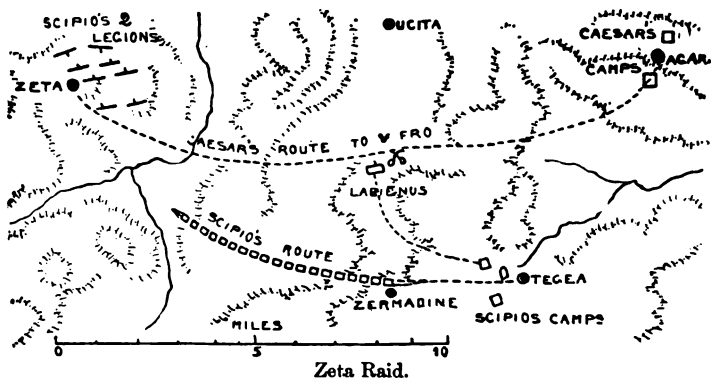 SCIPIO'S 2
LEGIONS
UCITA
CAESARS
AGAR
CAMPS
ZETA
CAESAR'S ROUTE TO & FRO
LABIENUS
SCIPIO'S ROUTE
TEGEA
ZERMADINE
SCIPIOS CAMPS
MILES
0 5 10
Zeta Raid.